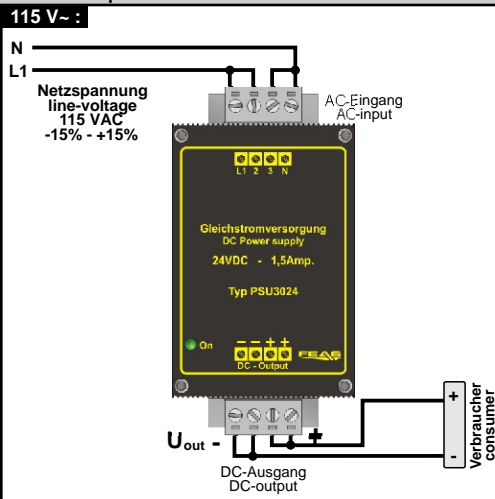 115 V~ :
N
L1
Netzspannung
line-voltage
115 VAC
-15% - +15%
AC-Eingang
AC-input
L1 2 3 N
Gleichstromversorgung
DC Power supply
24VDC - 1,5Amp.
Typ PSU3024
On
− − + +
DC - Output
FEAS
Uout - +
DC-Ausgang
DC-output
+
-
Verbraucher
consumer